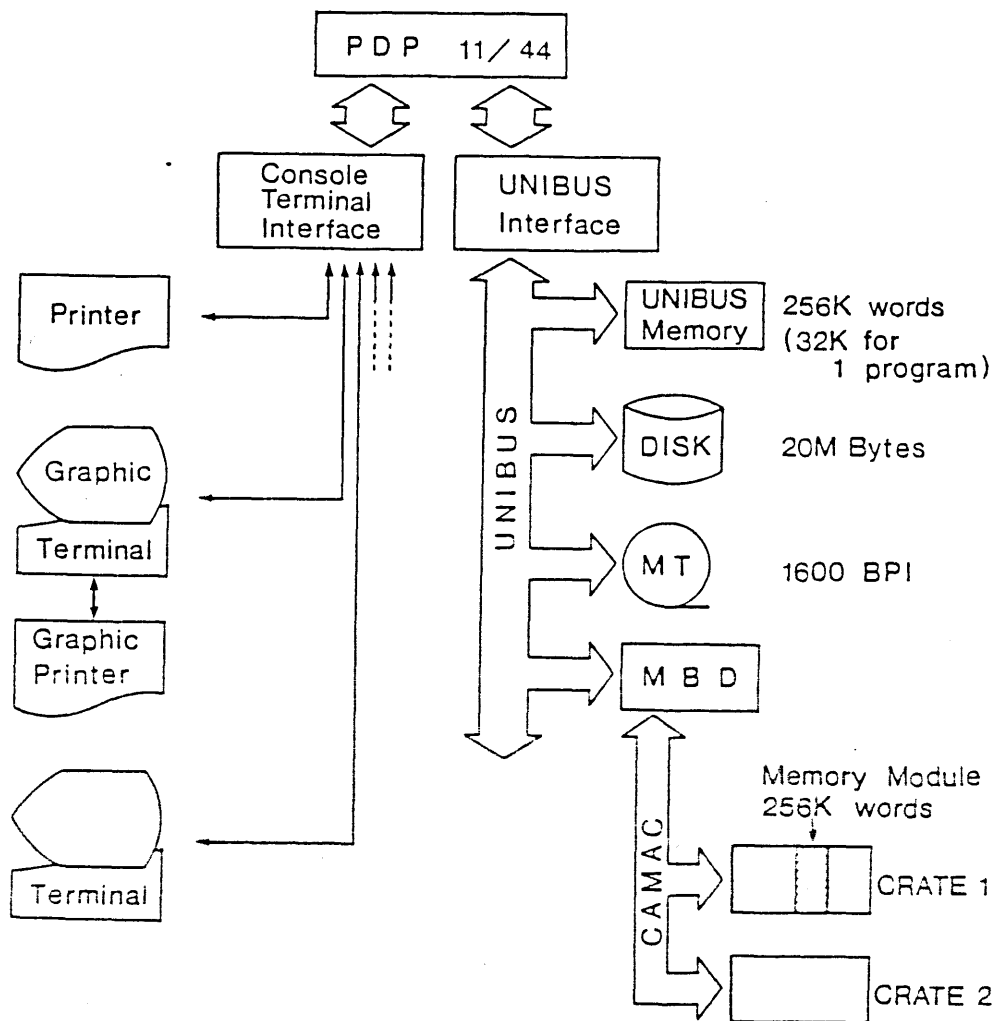 PDP 11/44
Console
Terminal
Interface
UNIBUS
Interface
Printer
UNIBUS
Memory
256K words
(32K for
1 program)
Graphic
Terminal
UNIBUS
DISK
20M Bytes
MT
1600 BPI
Graphic
Printer
MBD
Memory Module
256K words
CAMAC
CRATE 1
Terminal
CRATE 2